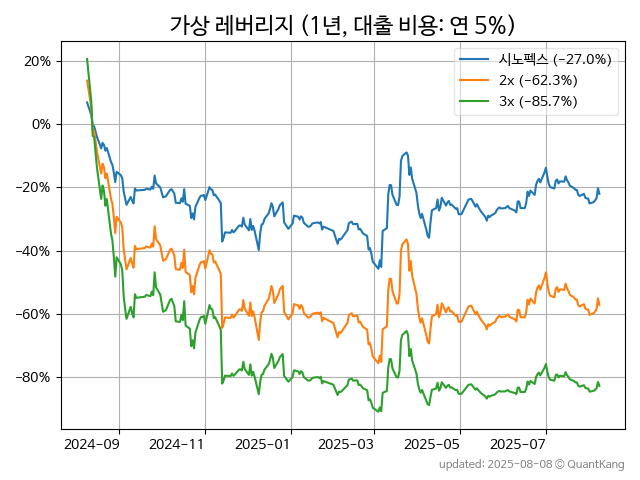 가상 레버리지 (1년, 대출 비용: 연 5%)
시노펙스 (-27.0%)
2x (-62.3%)
3x (-85.7%)
20%
0%
-20%
-40%
-60%
-80%
2024-09 2024-11 2025-01 2025-03 2025-05 2025-07
updated: 2025-08-08 © QuantKang